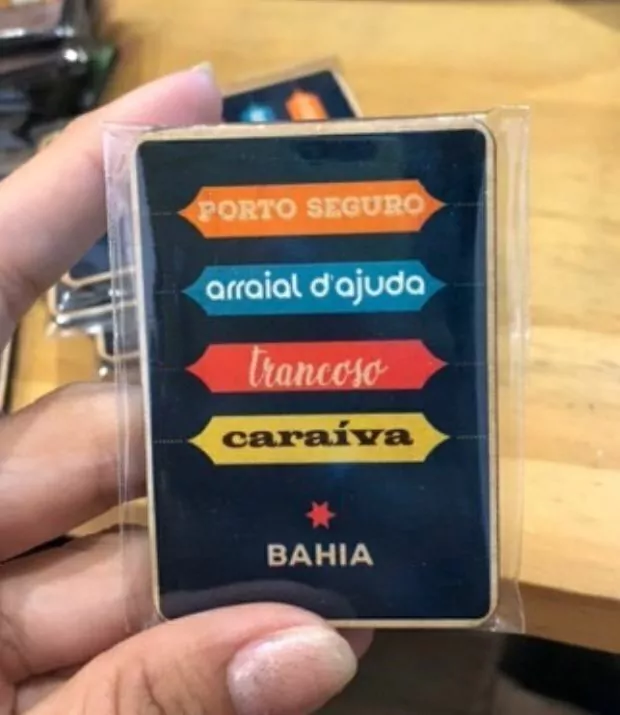 PORTO SEGURO
arraial d'ajuda
trancoso
caraíva
BAHIA